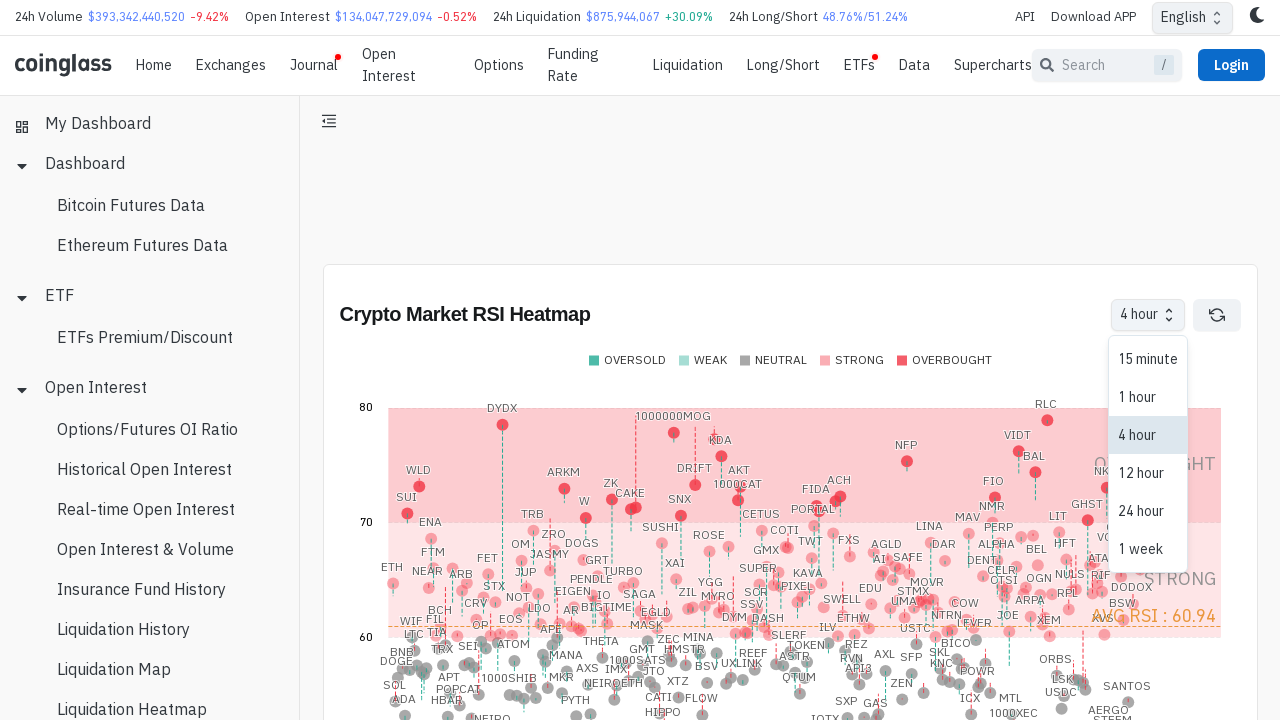 24h Volume $393,342,440,520 -9.42% Open Interest $134,047,729,094 -0.52% 24h Liquidation $875,944,067 +30.09% 24h Long/Short 48.76%/51.24% API Download APP English
coinglass Home Exchanges Journal Open Interest Options Funding Rate Liquidation Long/Short ETFs Data Supercharts Search / Login
My Dashboard
Dashboard
Bitcoin Futures Data
Ethereum Futures Data
ETF
ETFs Premium/Discount
Open Interest
Options/Futures OI Ratio
Historical Open Interest
Real-time Open Interest
Open Interest & Volume
Insurance Fund History
Liquidation History
Liquidation Map
Liquidation Heatmap
Crypto Market RSI Heatmap
4 hour
15 minute
1 hour
4 hour
12 hour
24 hour
1 week
OVERSOLD WEAK NEUTRAL STRONG OVERBOUGHT
80
DYDX 1000000MOG RLC
KDA NFP VIDT BAL
WLD ARKM DRIFT AKT 1000CAT ACH FIO
SUI W ZK CAKE SNX FIDA NMR GHST
70
ENA TRB SUSHI CETUS PORTAL COTI LINA MAV PERP LIT
FTM ZRO DOGS ROSE GMX TWT FXS AGLD DAR ALPHA BEL HFT
ETH NEAR ARB FET OM JASMY GRT XAI SUPER AI SAFE DENT ATA
STX JUP PENDLE TURBO YGG KAVA MOVR CELR CTSI OGN NULS RIF
CRV NOT EIGEN IO SAGA ZIL MYRO SCR PIXEL EDU STMX RPL DODOX
STRONG
BCH LDO AR BIGTIME EGLD SSV SWELL UMA COW ARPA BSW
WIF FIL OP EOS MASK DYM DASH ETHW NTRN LEVER JOE XEM XVS
AVG RSI : 60.94
60
LTC TIA APE THETA ZEC MINA SLERF ILV USTC
BNB TRX SEI ATOM GMT HMSTR TOKEN REZ BICO
DOGE MANA 1000SATS REEF ASTR RVN AXL SFP SKL ORBS
APT 1000SHIB MKR AXS IMX BSV LINK API3 KNC POWR
SOL POPCAT NEIROETH XTZ QTUM ZEN LSK SANTOS
ADA HBAR PYTH CATI FLOW SXP GAS ICX MTL USDC
NEIRO HIPPO IOTX 1000XEC AERGO
STEEM